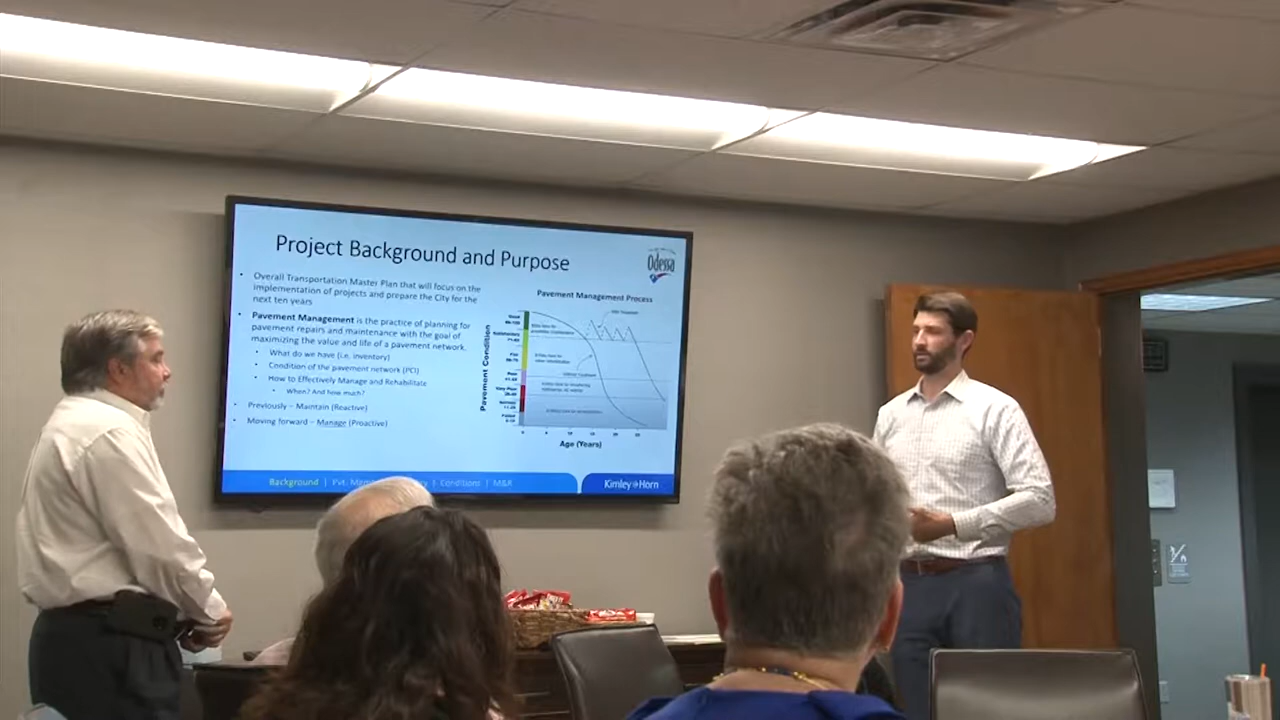 Project Background and Purpose
Odessa
Overall Transportation Master Plan that will focus on the
implementation of projects and prepare the City for the
next ten years
Pavement Management is the practice of planning for
pavement repairs and maintenance with the goal of
maximizing the value and life of a pavement network.
What do we have (i.e. inventory)
Condition of the pavement network (PCI)
How to Effectively Manage and Rehabilitate
When? And how much?
Previously – Maintain (Reactive)
Moving forward – Manage (Proactive)
Pavement Management Process
Pavement Condition
Age (Years)
Background | Pvt. | Conditions | M&R
Kimley»Horn